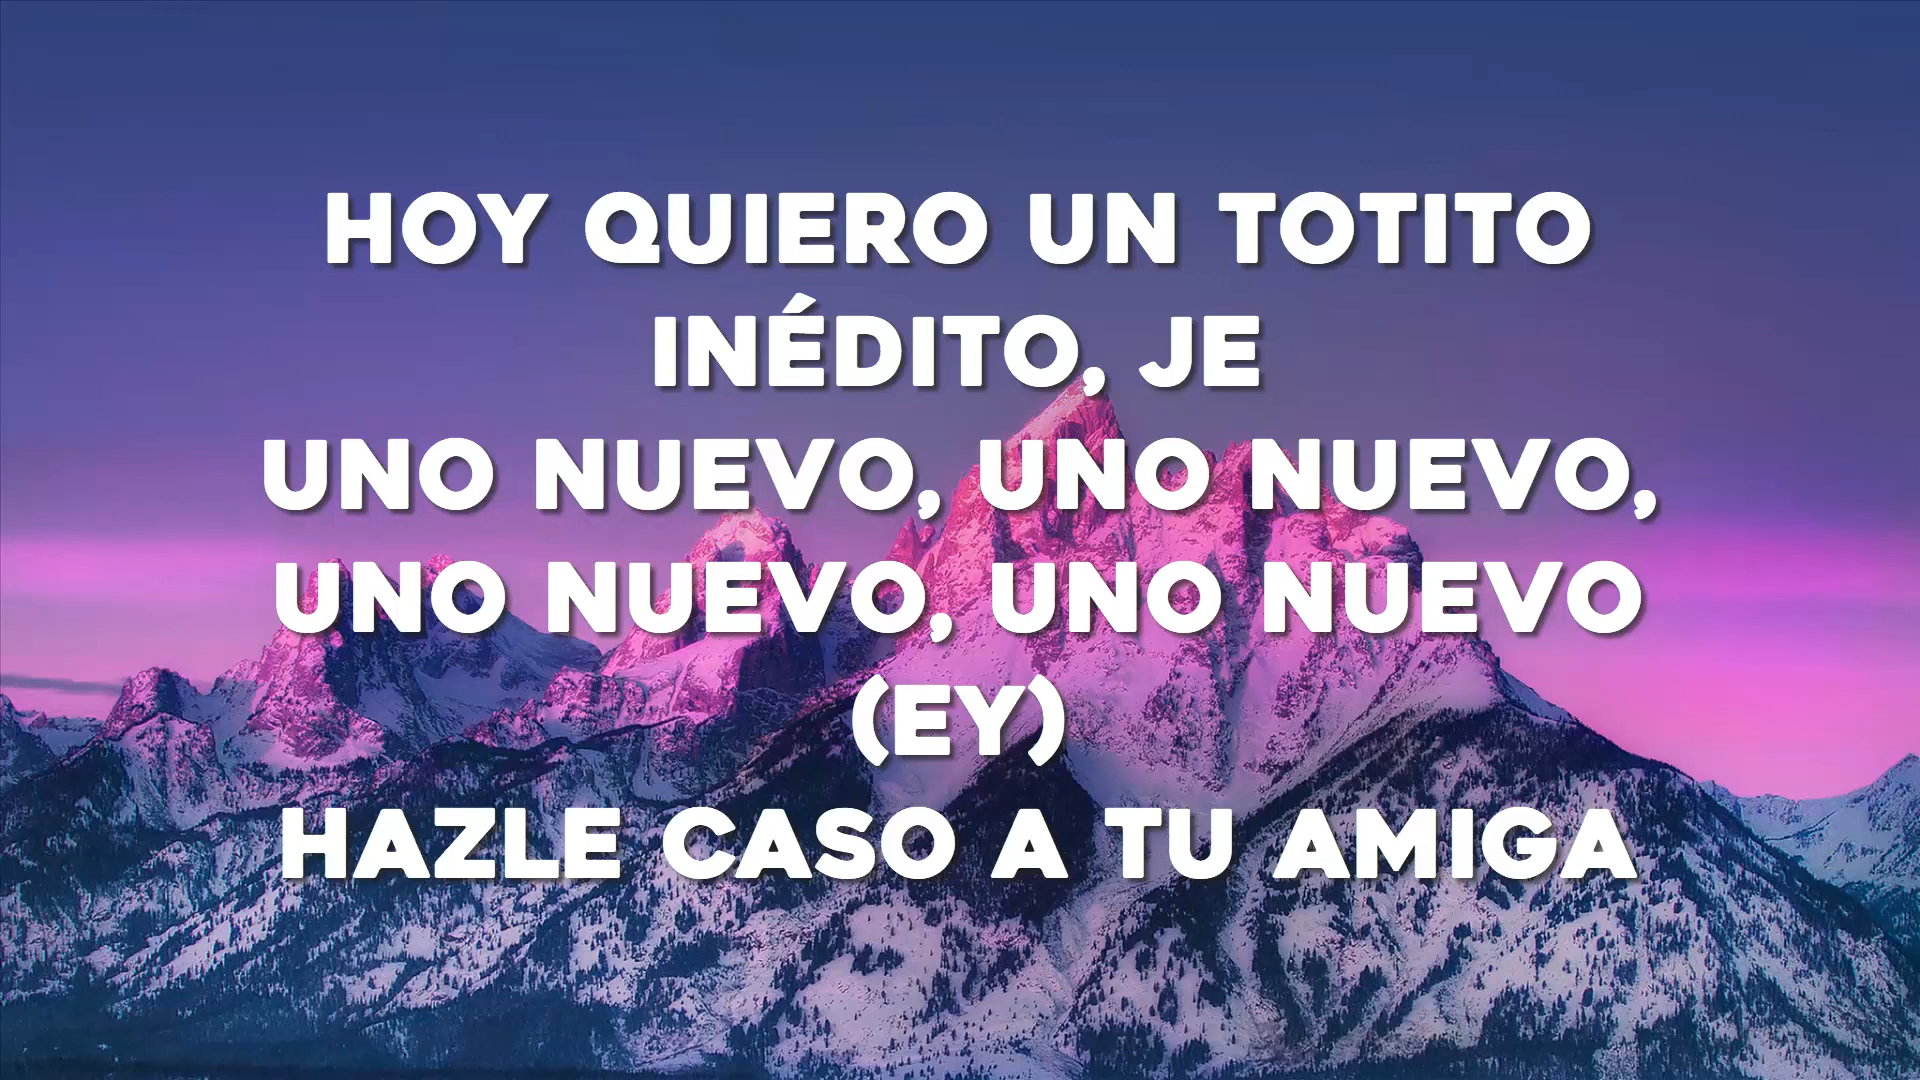 HOY QUIERO UN TOTITO
INÉDITO, JE
UNO NUEVO, UNO NUEVO,
UNO NUEVO, UNO NUEVO
(EY)
HAZLE CASO A TU AMIGA